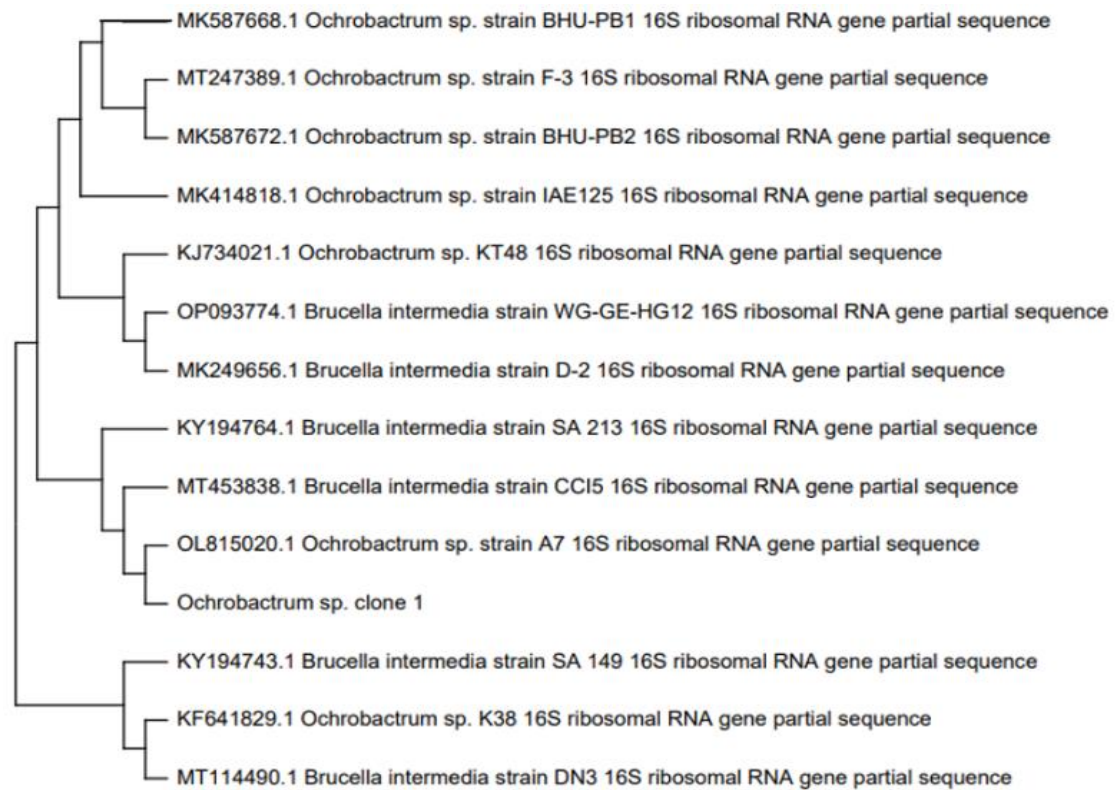 MK587668.1 Ochrobactrum sp. strain BHU-PB1 16S ribosomal RNA gene partial sequence
MT247389.1 Ochrobactrum sp. strain F-3 16S ribosomal RNA gene partial sequence
MK587672.1 Ochrobactrum sp. strain BHU-PB2 16S ribosomal RNA gene partial sequence
MK414818.1 Ochrobactrum sp. strain IAE125 16S ribosomal RNA gene partial sequence
KJ734021.1 Ochrobactrum sp. KT48 16S ribosomal RNA gene partial sequence
OP093774.1 Brucella intermedia strain WG-GE-HG12 16S ribosomal RNA gene partial sequence
MK249656.1 Brucella intermedia strain D-2 16S ribosomal RNA gene partial sequence
KY194764.1 Brucella intermedia strain SA 213 16S ribosomal RNA gene partial sequence
MT453838.1 Brucella intermedia strain CCI5 16S ribosomal RNA gene partial sequence
OL815020.1 Ochrobactrum sp. strain A7 16S ribosomal RNA gene partial sequence
Ochrobactrum sp. clone 1
KY194743.1 Brucella intermedia strain SA 149 16S ribosomal RNA gene partial sequence
KF641829.1 Ochrobactrum sp. K38 16S ribosomal RNA gene partial sequence
MT114490.1 Brucella intermedia strain DN3 16S ribosomal RNA gene partial sequence